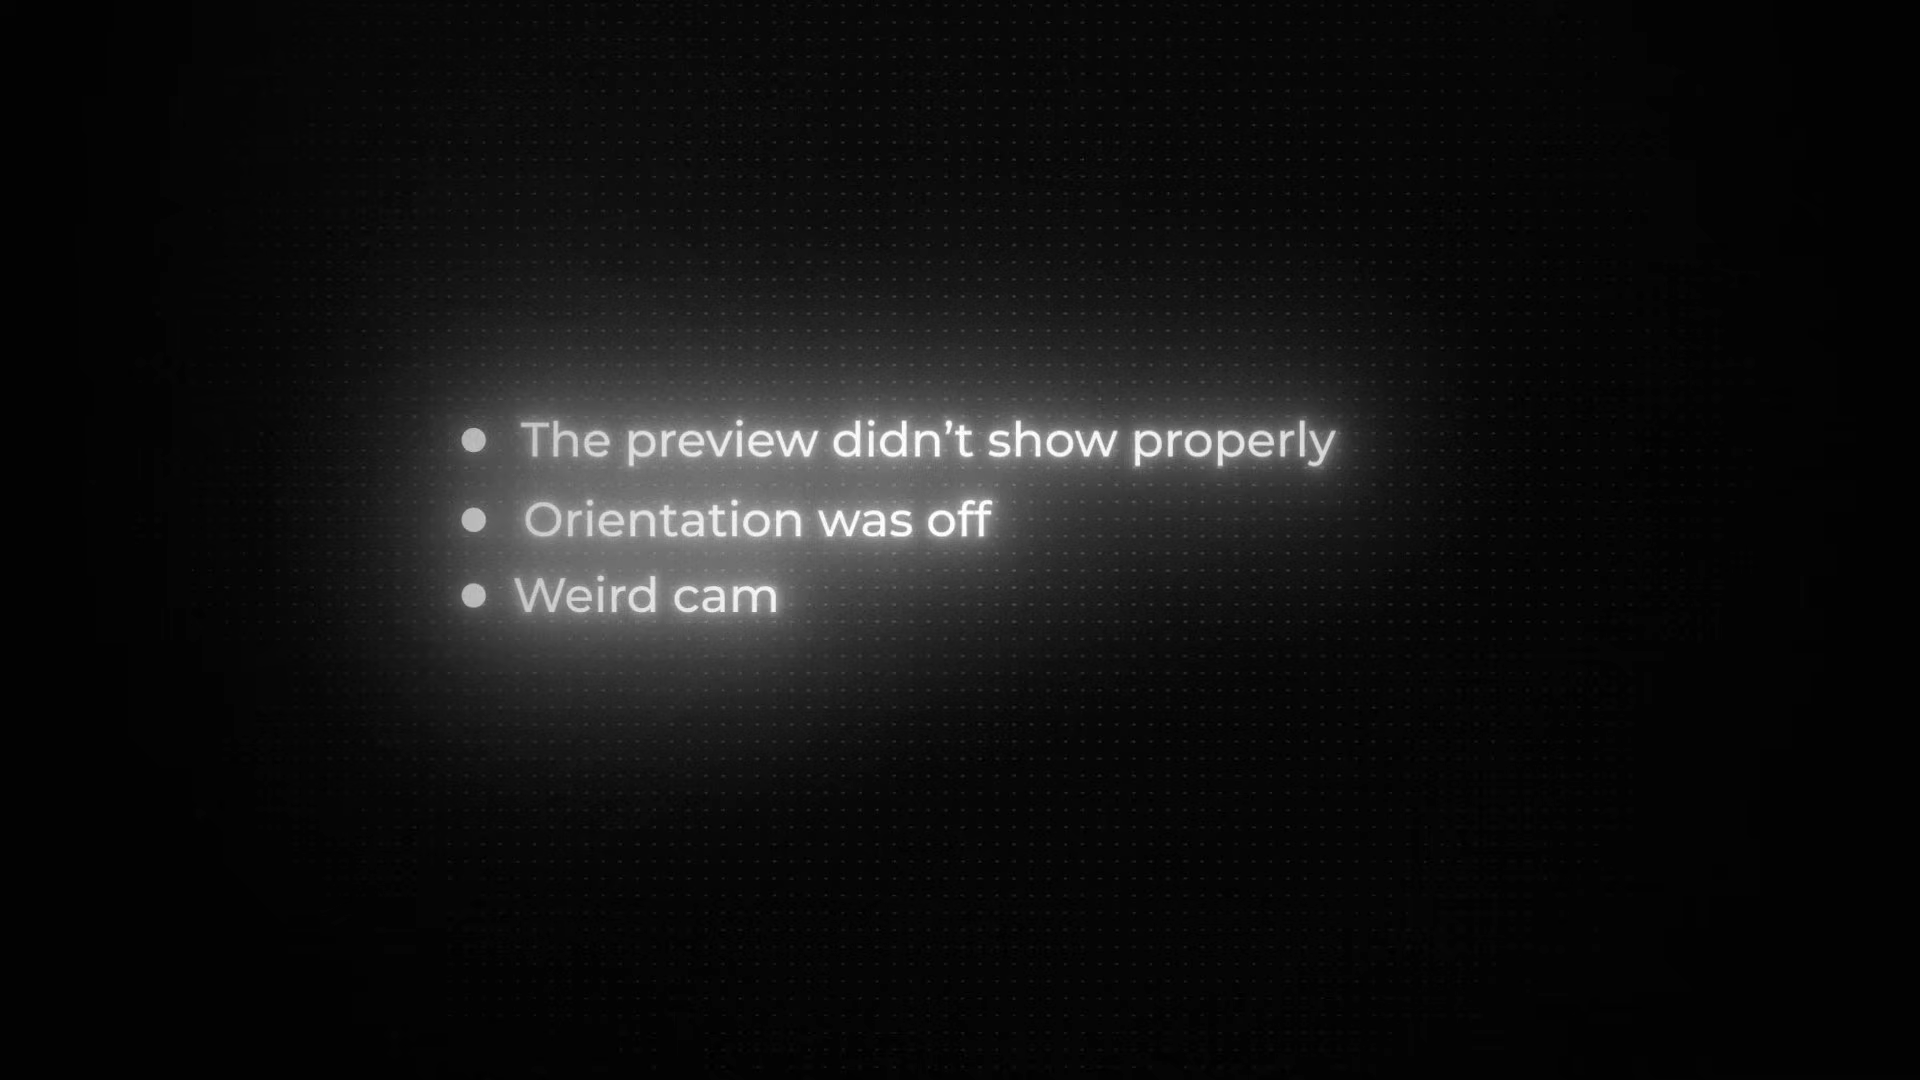 • The preview didn’t show properly
• Orientation was off
• Weird cam